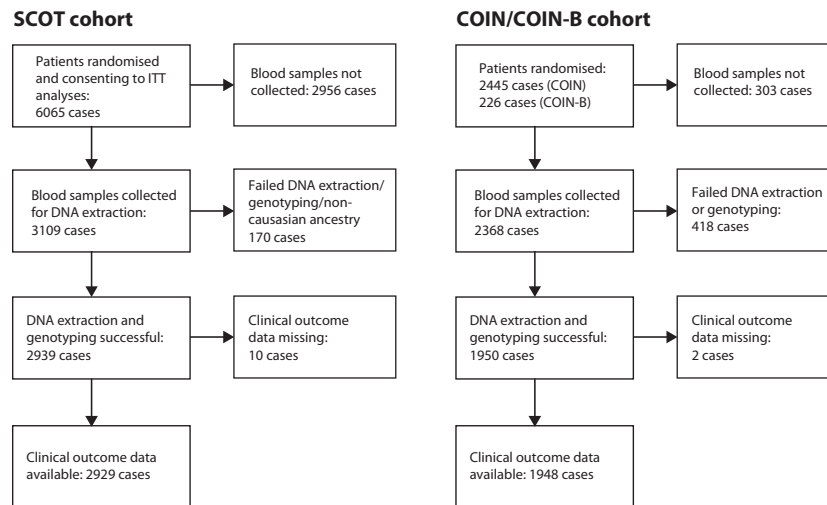 SCOT cohort
Patients randomised
and consenting to ITT
analyses:
6065 cases
Blood samples not
collected: 2956 cases
Blood samples collected
for DNA extraction:
3109 cases
Failed DNA extraction/
genotyping/non-
causasian ancestry
170 cases
DNA extraction and
genotyping successful:
2939 cases
Clinical outcome
data missing:
10 cases
Clinical outcome data
available: 2929 cases
COIN/COIN-B cohort
Patients randomised:
2445 cases (COIN)
226 cases (COIN-B)
Blood samples not
collected: 303 cases
Blood samples collected
for DNA extraction:
2368 cases
Failed DNA extraction
or genotyping:
418 cases
DNA extraction and
genotyping successful:
1950 cases
Clinical outcome
data missing:
2 cases
Clinical outcome data
available: 1948 cases